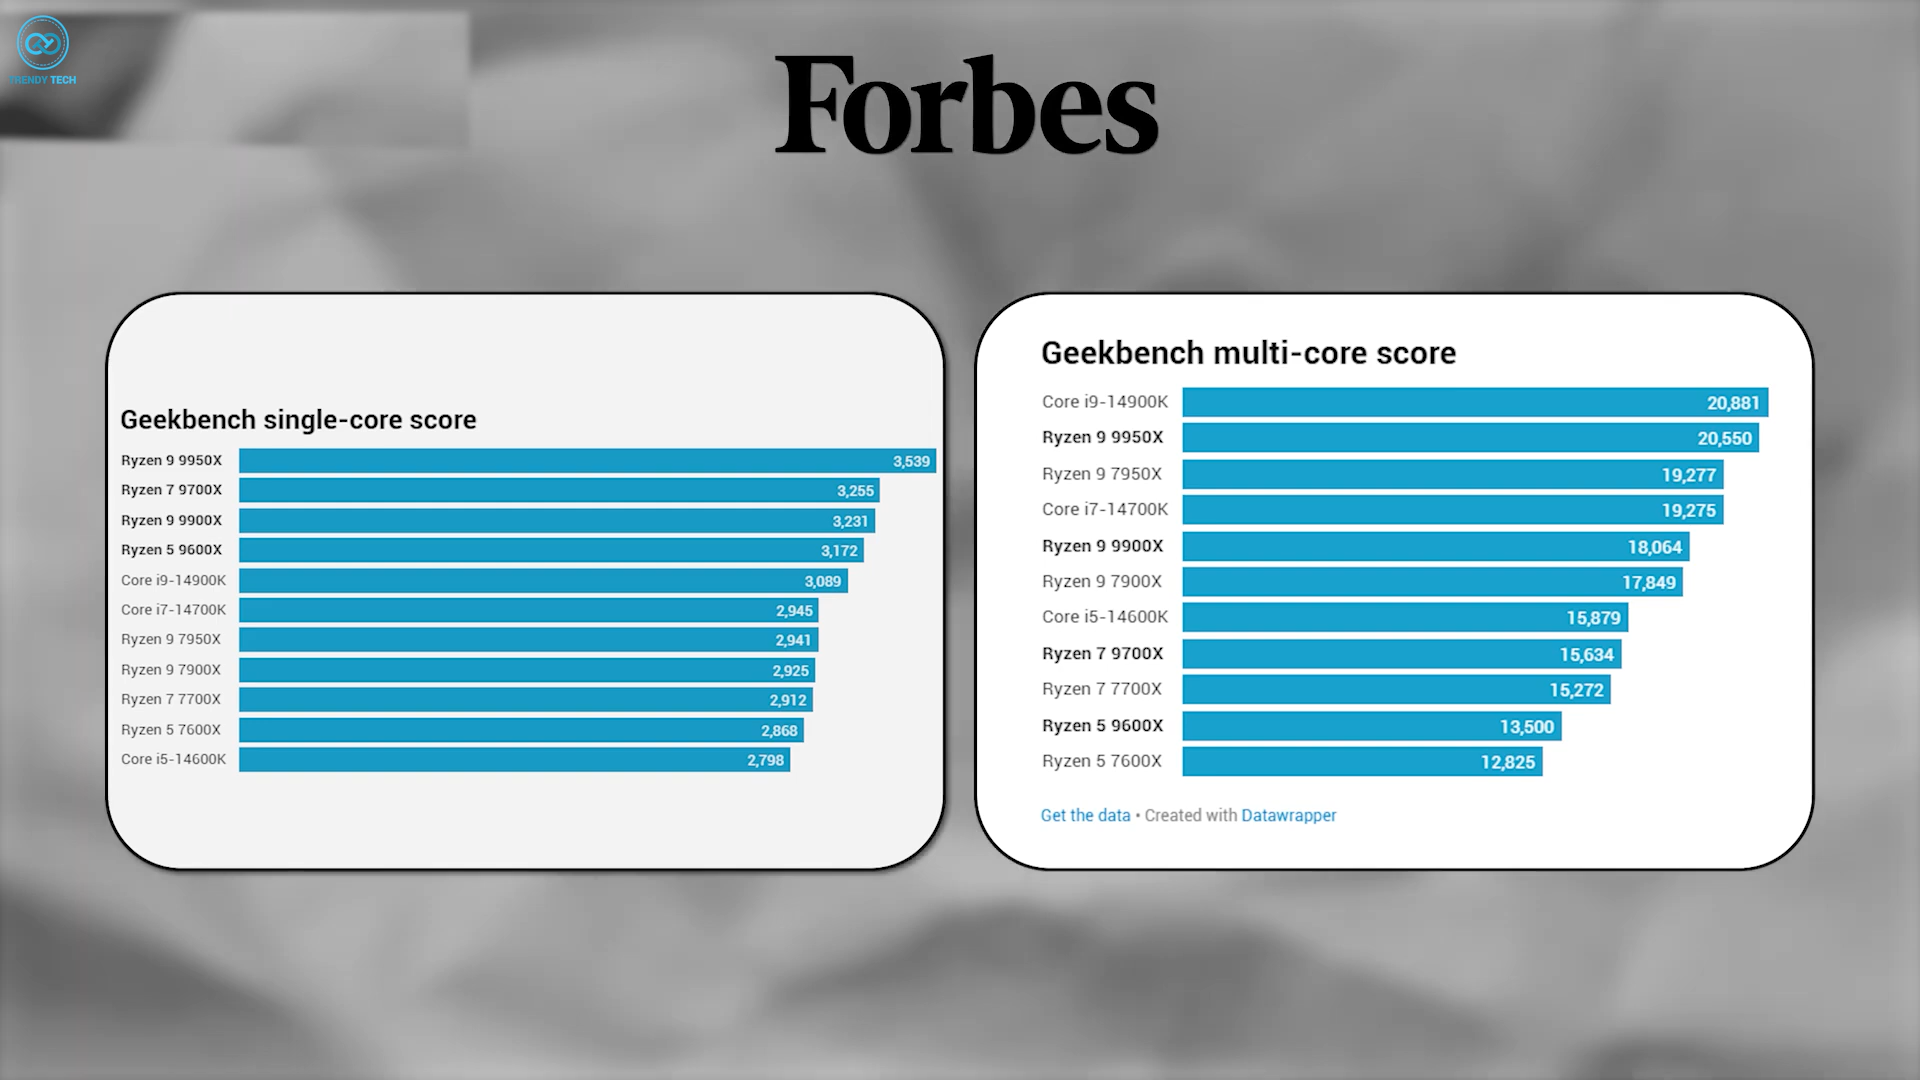 TRENDY TECH
Forbes
Geekbench single-core score
Ryzen 9 9950X 3,539
Ryzen 7 9700X 3,255
Ryzen 9 9900X 3,231
Ryzen 5 9600X 3,172
Core i9-14900K 3,089
Core i7-14700K 2,945
Ryzen 9 7950X 2,941
Ryzen 9 7900X 2,925
Ryzen 7 7700X 2,912
Ryzen 5 7600X 2,868
Core i5-14600K 2,798
Geekbench multi-core score
Core i9-14900K 20,881
Ryzen 9 9950X 20,550
Ryzen 9 7950X 19,277
Core i7-14700K 19,275
Ryzen 9 9900X 18,064
Ryzen 9 7900X 17,849
Core i5-14600K 15,879
Ryzen 7 9700X 15,634
Ryzen 7 7700X 15,272
Ryzen 5 9600X 13,500
Ryzen 5 7600X 12,825
Get the data • Created with Datawrapper